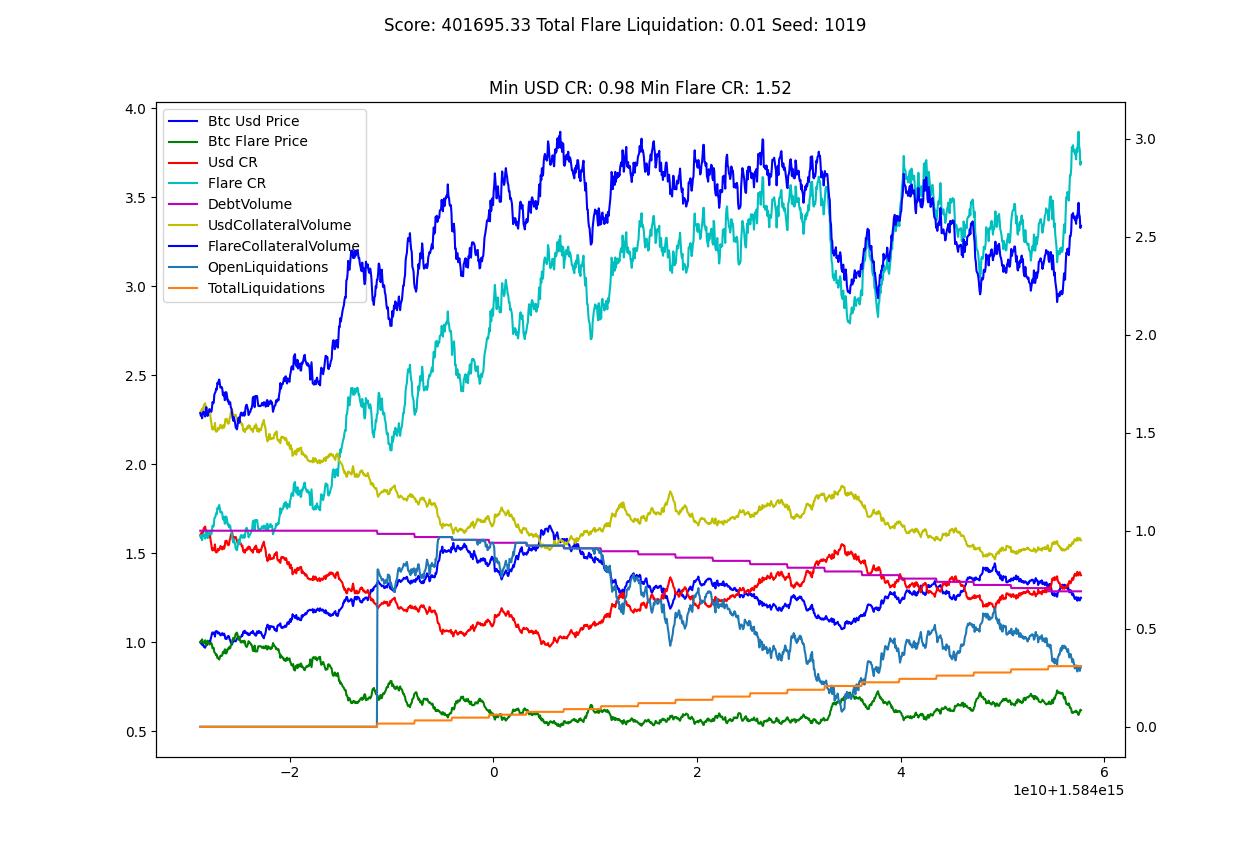 Score: 401695.33 Total Flare Liquidation: 0.01 Seed: 1019
Min USD CR: 0.98 Min Flare CR: 1.52
Btc Usd Price
Btc Flare Price
Usd CR
Flare CR
DebtVolume
UsdCollateralVolume
FlareCollateralVolume
OpenLiquidations
TotalLiquidations
4.0
3.5
3.0
2.5
2.0
1.5
1.0
0.5
3.0
2.5
2.0
1.5
1.0
0.5
0.0
−2 0 2 4 6
1e10+1.584e15